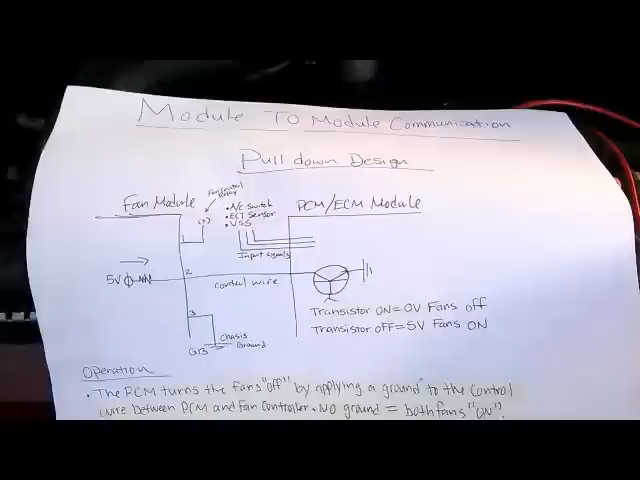 Module To Module Communication
Pull down Design
Fan Module
Fan control
Relay
(+)
• A/C Switch
• ECT Sensor
• VSS
PCM/ECM Module
Input signals
5V
2
control wire
3
Chasis
Ground
Transistor ON = 0V Fans off
Transistor OFF = 5V Fans ON
Operation
• The PCM turns the fans "off" by applying a ground to the control
wire between PCM and Fan Controller • NO ground = both fans "ON".